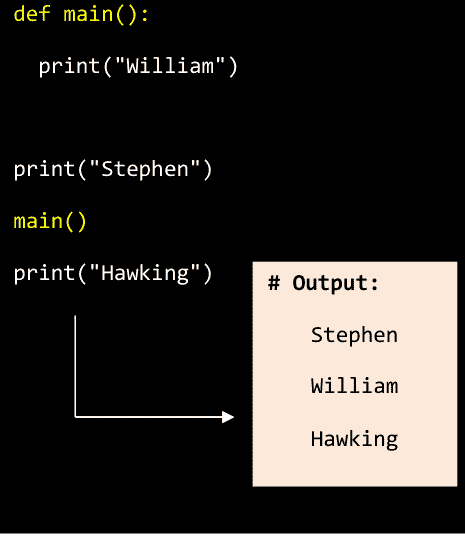 def main():
  print("William")
print("Stephen")
main()
print("Hawking")
# Output:
Stephen
William
Hawking